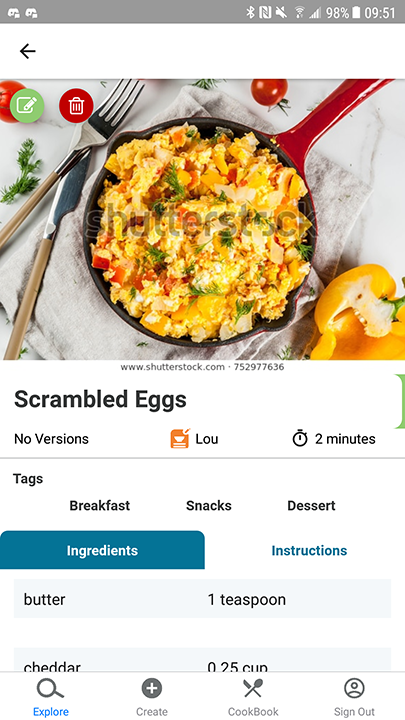 98% 09:51
shutterstock
www.shutterstock.com · 752977636
Scrambled Eggs
No Versions Lou 2 minutes
Tags
Breakfast Snacks Dessert
Ingredients Instructions
butter 1 teaspoon
cheddar 0.25 cup
Explore Create CookBook Sign Out